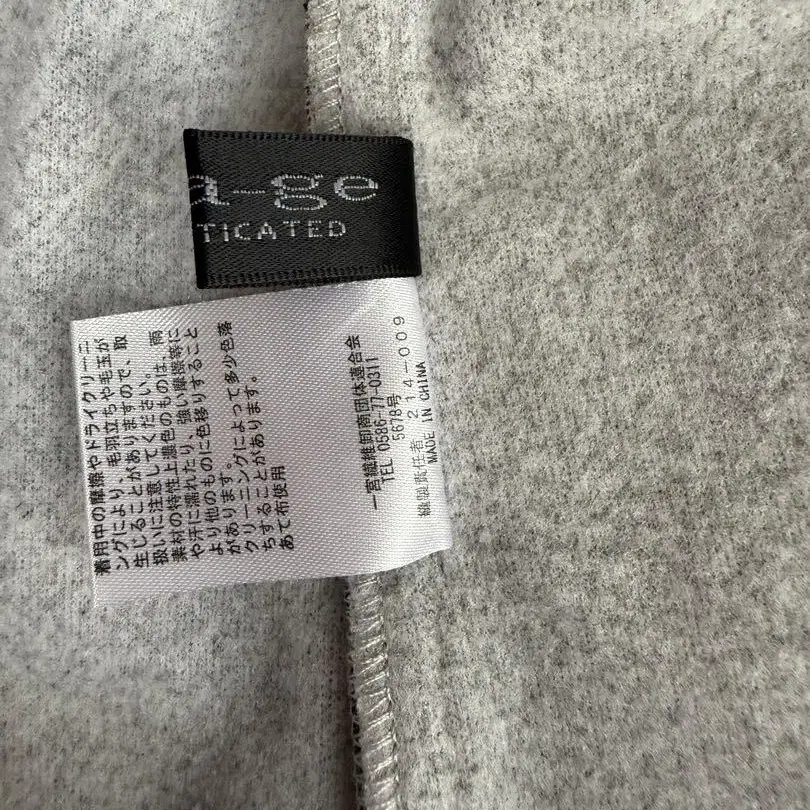 a-ge
TICATED
着用中の摩擦やドライクリーニ
ングにより、毛羽立ちや毛玉が
生じることがありますので、取
扱いに注意してください。
素材の特性上濃色のものは、雨
や汗に濡れたり、強い摩擦等に
より他のものに色移りすること
があります。
クリーニングによって多少色落
ちすることがあります。
あて布使用
一宮繊維卸商団体連合会
TEL 0586-77-0311
5678号
縫製責任者 214-009
MADE IN CHINA